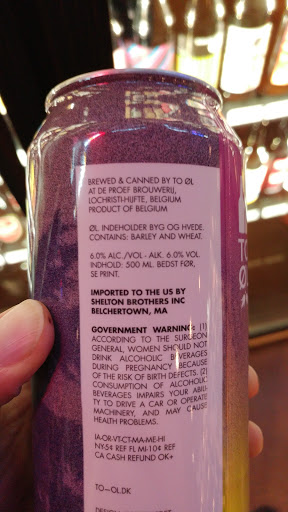 BREWED & CANNED BY TO ØL
AT DE PROEF BROUWERIJ,
LOCHRISTI-HIJFTE, BELGIUM
PRODUCT OF BELGIUM
ØL. INDEHOLDER BYG OG HVEDE.
CONTAINS: BARLEY AND WHEAT.
6.0% ALC./VOL - ALK. 6.0% VOL.
INDHOLD: 500 ML. BEDST FØR,
SE PRINT.
IMPORTED TO THE US BY
SHELTON BROTHERS INC
BELCHERTOWN, MA
GOVERNMENT WARNING: (1)
ACCORDING TO THE SURGEON
GENERAL, WOMEN SHOULD NOT
DRINK ALCOHOLIC BEVERAGES
DURING PREGNANCY BECAUSE
OF THE RISK OF BIRTH DEFECTS. (2)
CONSUMPTION OF ALCOHOLIC
BEVERAGES IMPAIRS YOUR ABILI-
TY TO DRIVE A CAR OR OPERATE
MACHINERY, AND MAY CAUSE
HEALTH PROBLEMS.
IA-OR-VT-CT-MA-ME-HI
NY-5¢ REF FL MI-10¢ REF
CA CASH REFUND OK+
TO—OL.DK
TO
ØL